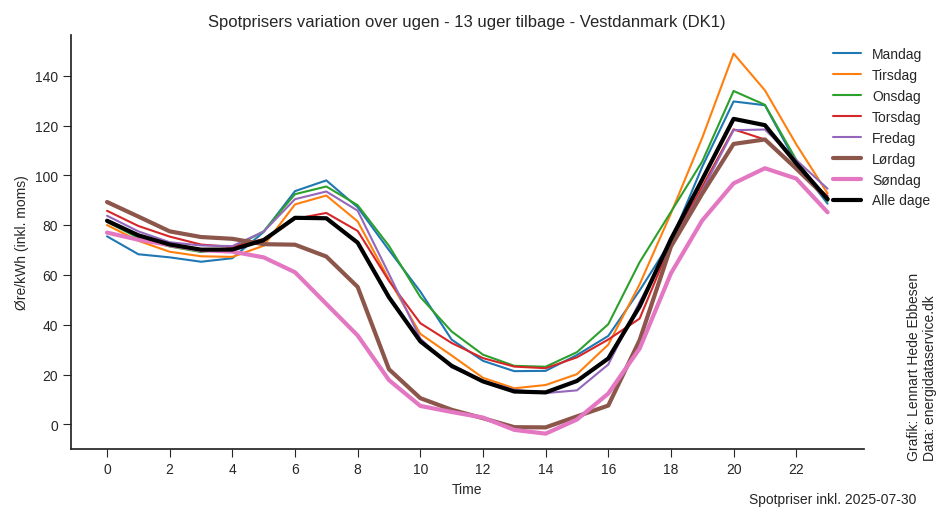 Spotprisers variation over ugen - 13 uger tilbage - Vestdanmark (DK1)
Øre/kWh (inkl. moms)
140
120
100
80
60
40
20
0
0 2 4 6 8 10 12 14 16 18 20 22
Time
Mandag
Tirsdag
Onsdag
Torsdag
Fredag
Lørdag
Søndag
Alle dage
Grafik: Lennart Hede Ebbesen
Data: energidataservice.dk
Spotpriser inkl. 2025-07-30